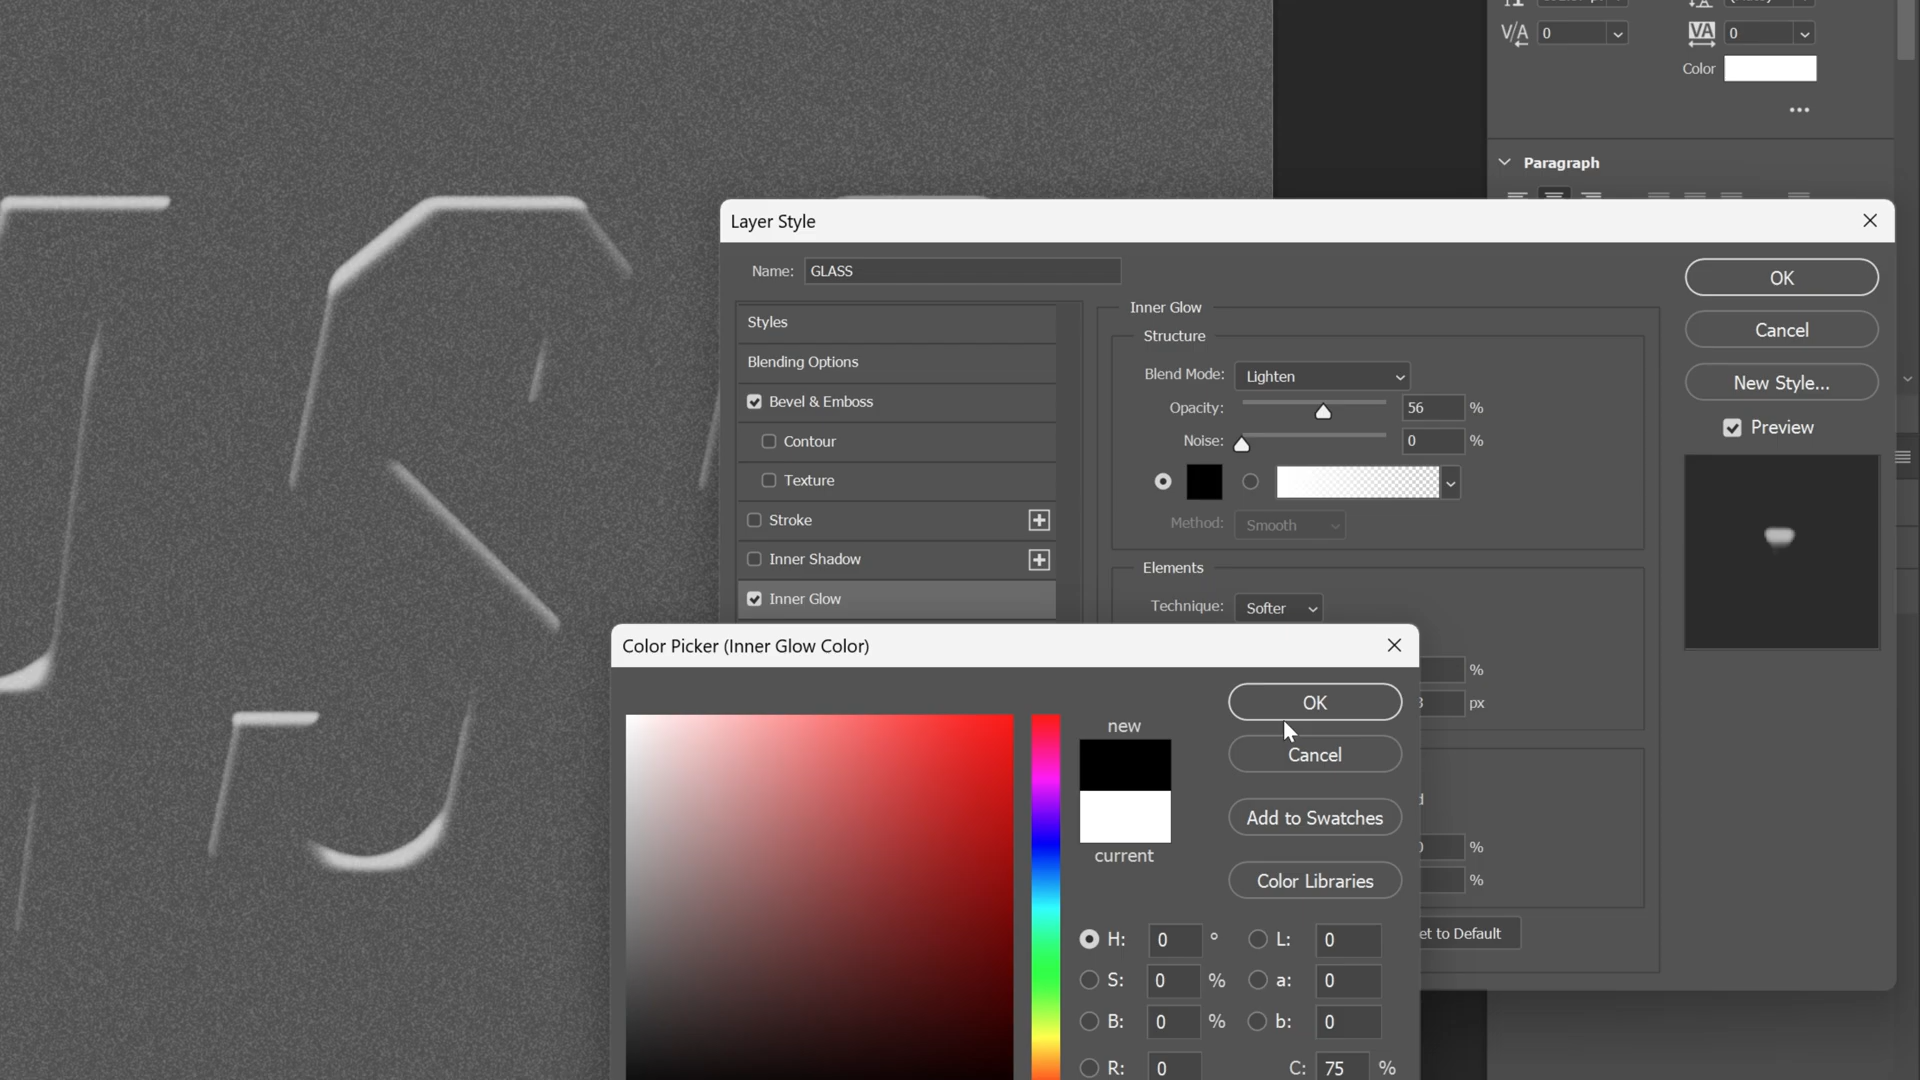 V/A 0 VA 0
Color
Paragraph
Layer Style
Name: GLASS
OK
Cancel
New Style...
Preview
Styles
Blending Options
Bevel & Emboss
Contour
Texture
Stroke
Inner Shadow
Inner Glow
Inner Glow
Structure
Blend Mode: Lighten
Opacity: 56 %
Noise: 0 %
Method: Smooth
Elements
Technique: Softer
%
px
%
%
et to Default
Color Picker (Inner Glow Color)
new
current
OK
Cancel
Add to Swatches
Color Libraries
H: 0 ° L: 0
S: 0 % a: 0
B: 0 % b: 0
R: 0 C: 75 %